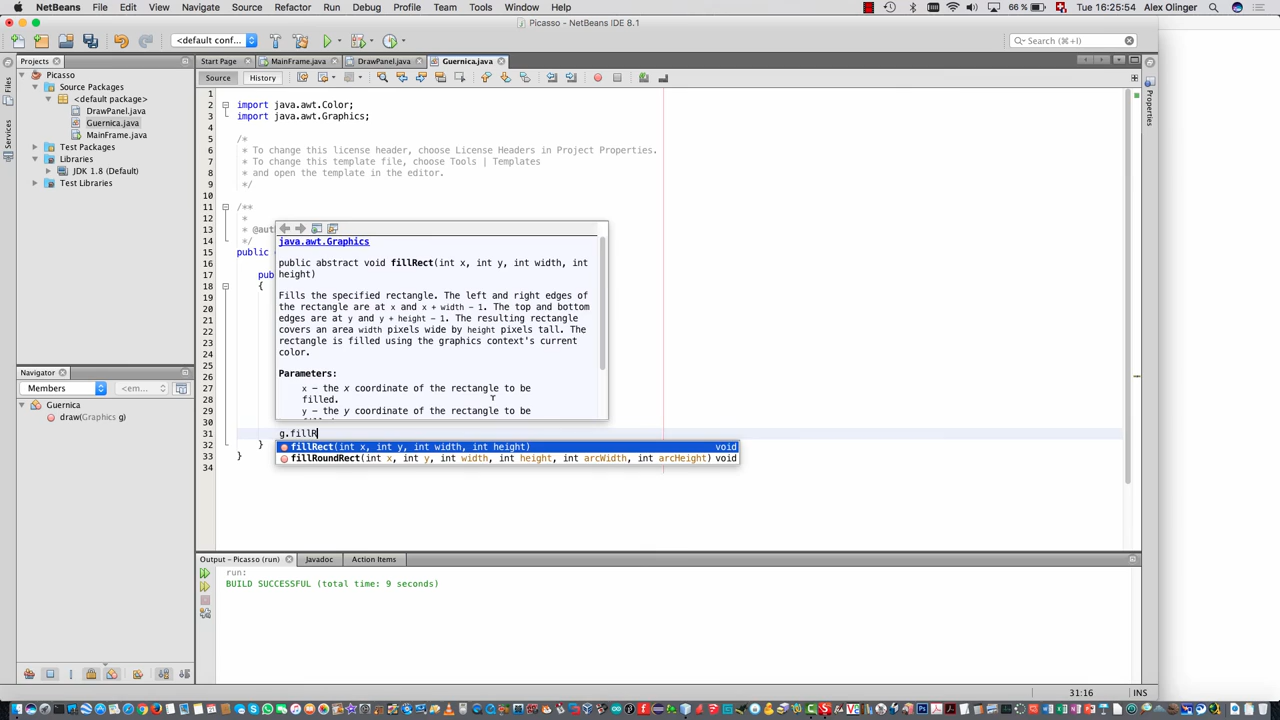 NetBeans File Edit View Navigate Source Refactor Run Debug Profile Team Tools Window Help 66 % Tue 16:25:54 Alex Olinger
Picasso - NetBeans IDE 8.1
<default conf... Search (⌘+I)
Projects Start Page MainFrame.java DrawPanel.java Guernica.java
Source History
Files
Services
Properties
Picasso
Source Packages
<default package>
DrawPanel.java
Guernica.java
MainFrame.java
Test Packages
Libraries
JDK 1.8 (Default)
Test Libraries
Navigator
Members <em...
Guernica
draw(Graphics g)
1
2 import java.awt.Color;
3 import java.awt.Graphics;
4
5 /*
6 * To change this license header, choose License Headers in Project Properties.
7 * To change this template file, choose Tools | Templates
8 * and open the template in the editor.
9 */
10
11 /**
12 *
13 * @aut
14 */
15 public
16
17 pub
18 {
19
20
21
22
23
24
25
26
27
28
29
30
31 g.fillR
32 }
33 }
34
java.awt.Graphics
public abstract void fillRect(int x, int y, int width, int
height)
Fills the specified rectangle. The left and right edges of
the rectangle are at x and x + width - 1. The top and bottom
edges are at y and y + height - 1. The resulting rectangle
covers an area width pixels wide by height pixels tall. The
rectangle is filled using the graphics context's current
color.
Parameters:
x - the x coordinate of the rectangle to be
filled.
y - the y coordinate of the rectangle to be
fillRect(int x, int y, int width, int height) void
fillRoundRect(int x, int y, int width, int height, int arcWidth, int arcHeight) void
Output - Picasso (run) Javadoc Action Items
run:
BUILD SUCCESSFUL (total time: 9 seconds)
31:16 INS